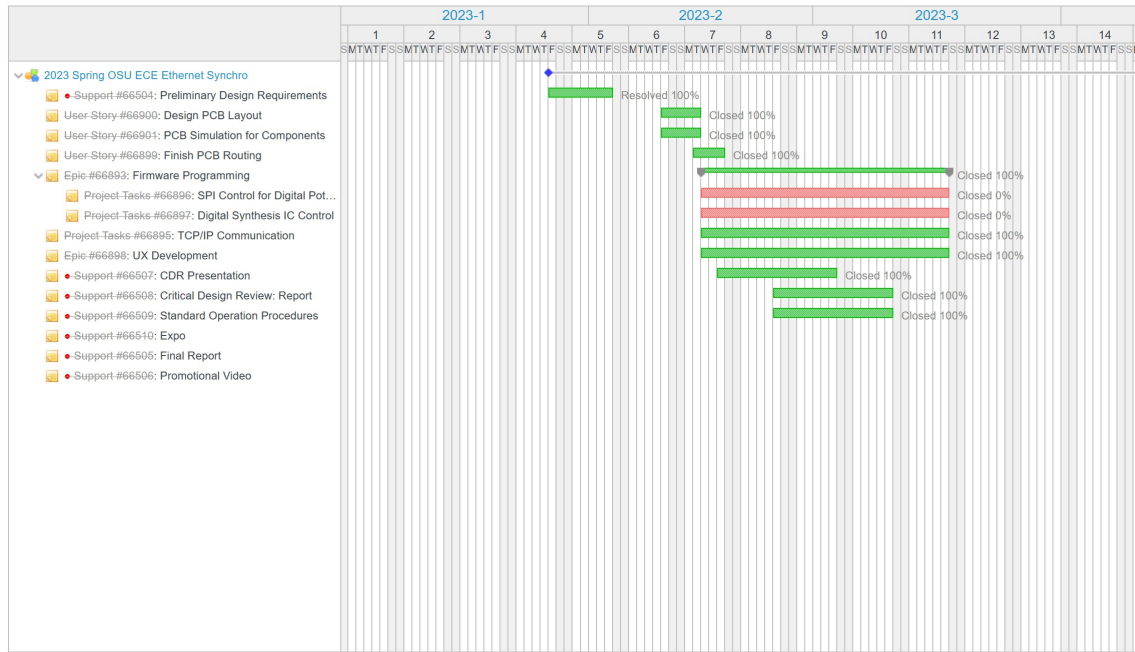 2023-1 2023-2 2023-3
1 2 3 4 5 6 7 8 9 10 11 12 13 14
SMTWTFSSMTWTFSSMTWTFSSMTWTFSSMTWTFSSMTWTFSSMTWTFSSMTWTFSSMTWTFSSMTWTFSSMTWTFSSMTWTFSSMTWTFSSMTWTFSS
2023 Spring OSU ECE Ethernet Synchro
Support #66504: Preliminary Design Requirements Resolved 100%
User Story #66900: Design PCB Layout Closed 100%
User Story #66901: PCB Simulation for Components Closed 100%
User Story #66899: Finish PCB Routing Closed 100%
Epic #66893: Firmware Programming Closed 100%
Project Tasks #66896: SPI Control for Digital Pot... Closed 0%
Project Tasks #66897: Digital Synthesis IC Control Closed 0%
Project Tasks #66895: TCP/IP Communication Closed 100%
Epic #66898: UX Development Closed 100%
Support #66507: CDR Presentation Closed 100%
Support #66508: Critical Design Review: Report Closed 100%
Support #66509: Standard Operation Procedures Closed 100%
Support #66510: Expo
Support #66505: Final Report
Support #66506: Promotional Video